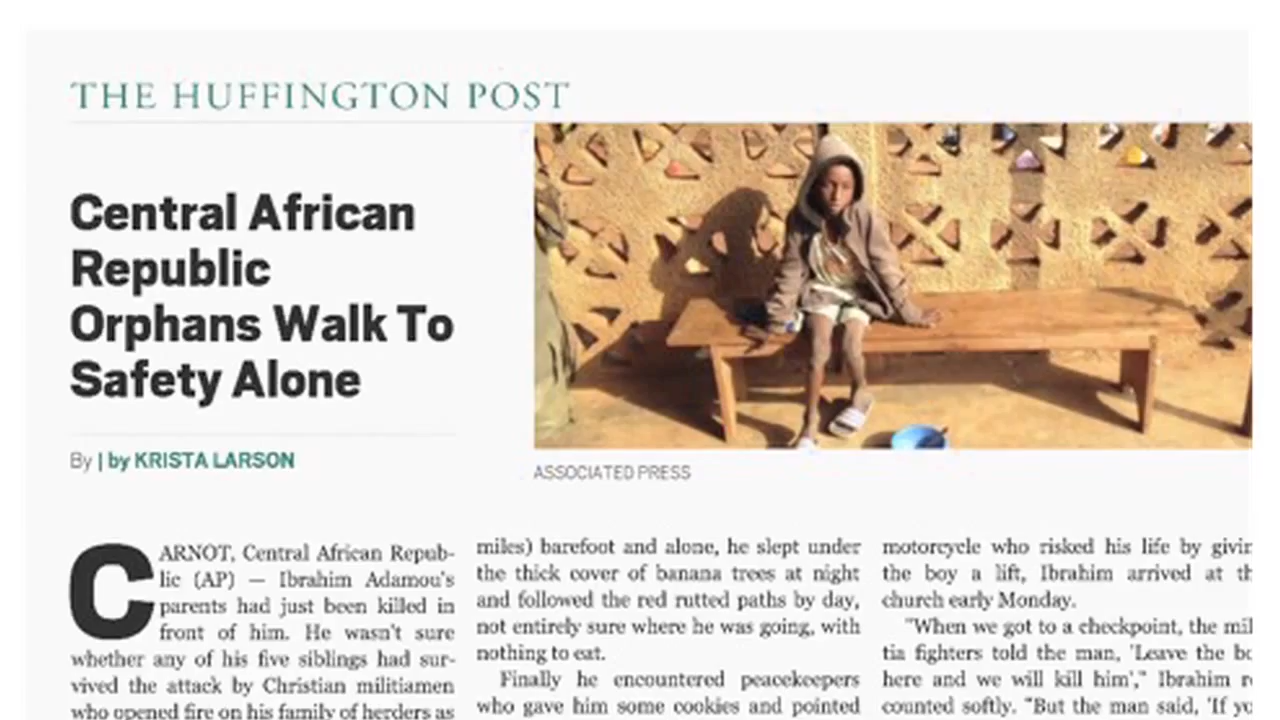 THE HUFFINGTON POST
Central African
Republic
Orphans Walk To
Safety Alone
By | by KRISTA LARSON
ASSOCIATED PRESS
CARNOT, Central African Repub-
lic (AP) — Ibrahim Adamou's
parents had just been killed in
front of him. He wasn't sure
whether any of his five siblings had sur-
vived the attack by Christian militiamen
who opened fire on his family of herders as
miles) barefoot and alone, he slept under
the thick cover of banana trees at night
and followed the red rutted paths by day,
not entirely sure where he was going, with
nothing to eat.
Finally he encountered peacekeepers
who gave him some cookies and pointed
motorcycle who risked his life by givin
the boy a lift, Ibrahim arrived at th
church early Monday.
"When we got to a checkpoint, the mil
tia fighters told the man, 'Leave the bo
here and we will kill him'," Ibrahim re
counted softly. "But the man said, 'If yo